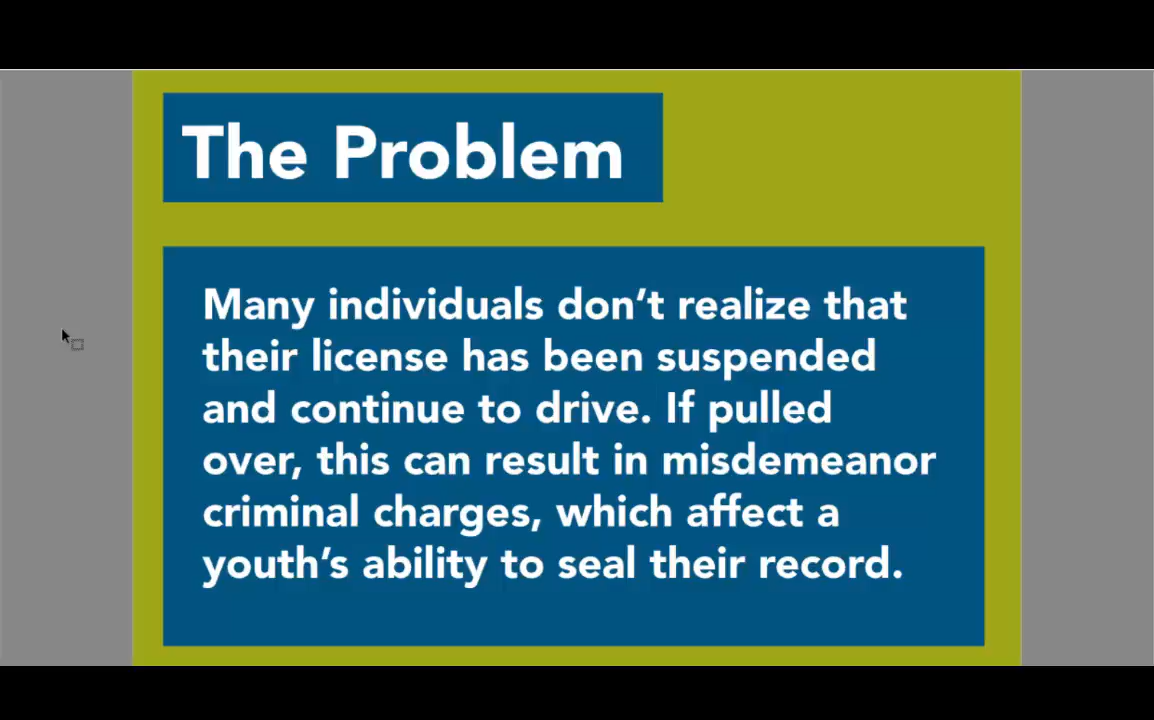 The Problem
Many individuals don’t realize that
their license has been suspended
and continue to drive. If pulled
over, this can result in misdemeanor
criminal charges, which affect a
youth’s ability to seal their record.